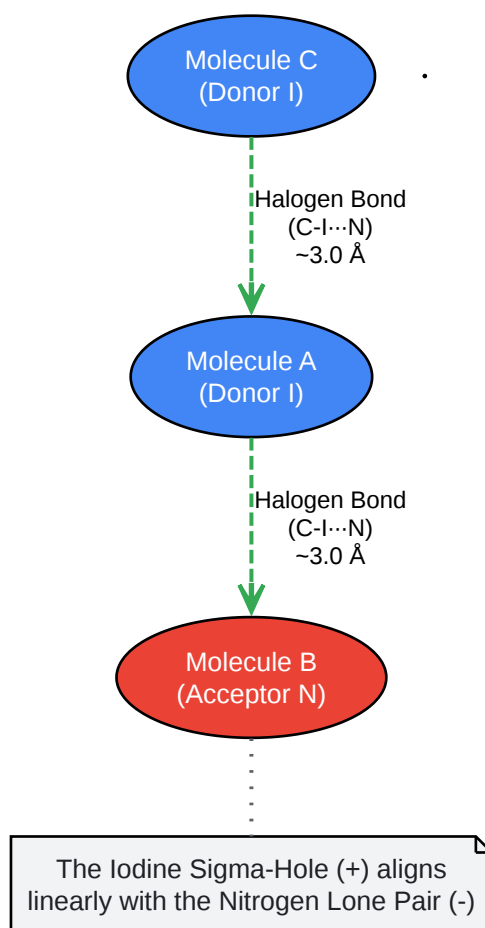 Molecule C
(Donor I)
.
Halogen Bond
(C-I···N)
~3.0 Å
Molecule A
(Donor I)
Halogen Bond
(C-I···N)
~3.0 Å
Molecule B
(Acceptor N)
The Iodine Sigma-Hole (+) aligns
linearly with the Nitrogen Lone Pair (-)